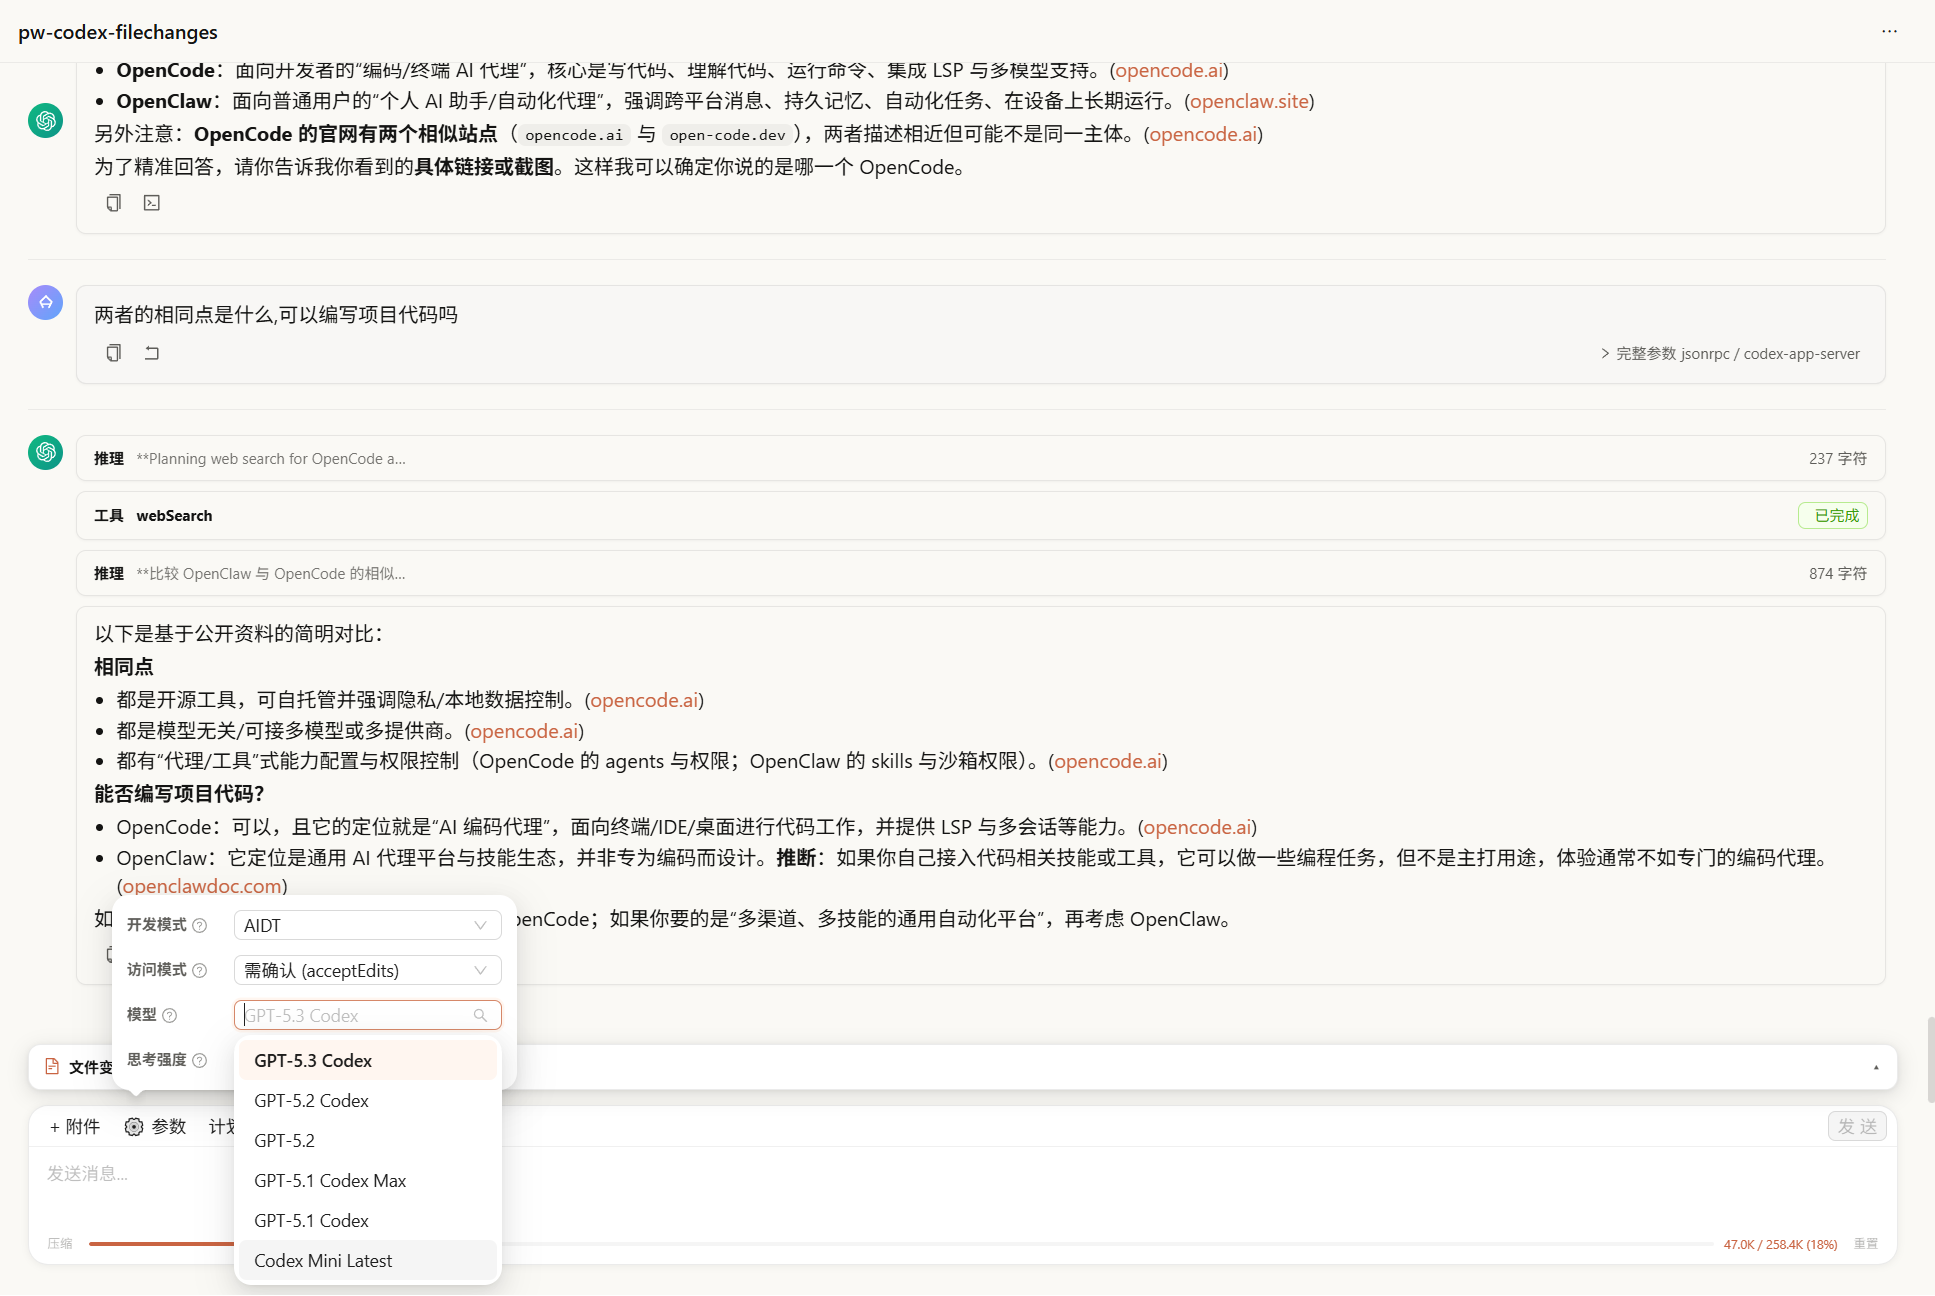 pw-codex-filechanges
...
• OpenCode：面向开发者的“编码/终端 AI 代理”，核心是写代码、理解代码、运行命令、集成 LSP 与多模型支持。(opencode.ai)
• OpenClaw：面向普通用户的“个人 AI 助手/自动化代理”，强调跨平台消息、持久记忆、自动化任务、在设备上长期运行。(openclaw.site)
另外注意：OpenCode 的官网有两个相似站点（opencode.ai 与 open-code.dev），两者描述相近但可能不是同一主体。(opencode.ai)
为了精准回答，请你告诉我你看到的具体链接或截图。这样我可以确定你说的是哪一个 OpenCode。
两者的相同点是什么,可以编写项目代码吗
> 完整参数 jsonrpc / codex-app-server
推理 **Planning web search for OpenCode a... 237 字符
工具 webSearch 已完成
推理 **比较 OpenClaw 与 OpenCode 的相似... 874 字符
以下是基于公开资料的简明对比：
相同点
• 都是开源工具，可自托管并强调隐私/本地数据控制。(opencode.ai)
• 都是模型无关/可接多模型或多提供商。(opencode.ai)
• 都有“代理/工具”式能力配置与权限控制（OpenCode 的 agents 与权限；OpenClaw 的 skills 与沙箱权限）。(opencode.ai)
能否编写项目代码？
• OpenCode：可以，且它的定位就是“AI 编码代理”，面向终端/IDE/桌面进行代码工作，并提供 LSP 与多会话等能力。(opencode.ai)
• OpenClaw：它定位是通用 AI 代理平台与技能生态，并非专为编码而设计。推断：如果你自己接入代码相关技能或工具，它可以做一些编程任务，但不是主打用途，体验通常不如专门的编码代理。
(openclawdoc.com)
如 penCode；如果你要的是“多渠道、多技能的通用自动化平台”，再考虑 OpenClaw。
开发模式 AIDT
访问模式 需确认 (acceptEdits)
模型 GPT-5.3 Codex
思考强度
GPT-5.3 Codex
GPT-5.2 Codex
GPT-5.2
GPT-5.1 Codex Max
GPT-5.1 Codex
Codex Mini Latest
文件变
+ 附件 参数 计划 发 送
发送消息...
压缩 47.0K / 258.4K (18%) 重置